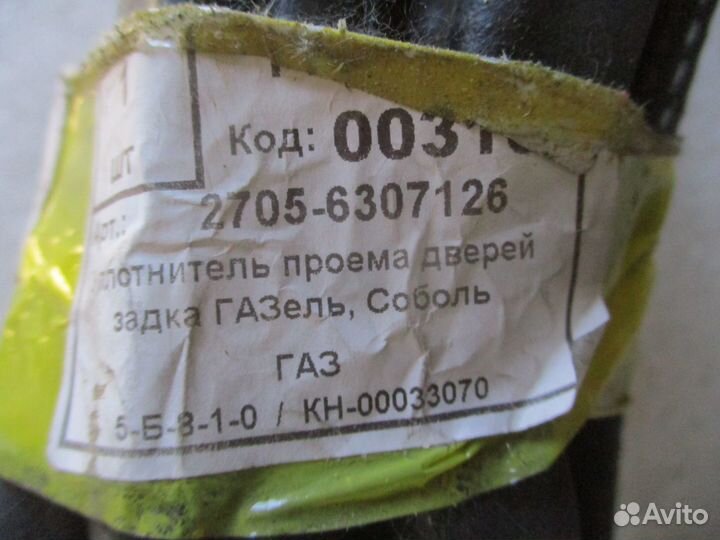 1
шт
Код: 0031
Арт.:
2705-6307126
проема дверей
задка ГАЗель, Соболь
ГАЗ
5-Б-8-1-0 / КН-00033070
Avito